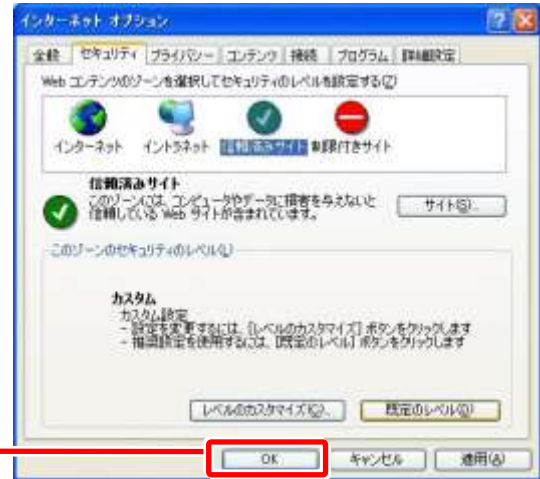 インターネット オプション
全般 セキュリティ プライバシー コンテンツ 接続 プログラム 詳細設定
Web コンテンツのゾーンを選択してセキュリティのレベルを設定する(Z)
インターネット イントラネット 信頼済みサイト 制限付きサイト
信頼済みサイト
このゾーンには、コンピュータやデータに損害を与えないと
信頼している Web サイトが含まれています。
サイト(S)...
このゾーンのセキュリティのレベル(L)
カスタム
カスタム設定
- 設定を変更するには、[レベルのカスタマイズ] ボタンをクリックします
- 推奨設定を使用するには、[既定のレベル] ボタンをクリックします
レベルのカスタマイズ(C)... 既定のレベル(D)
OK キャンセル 適用(A)